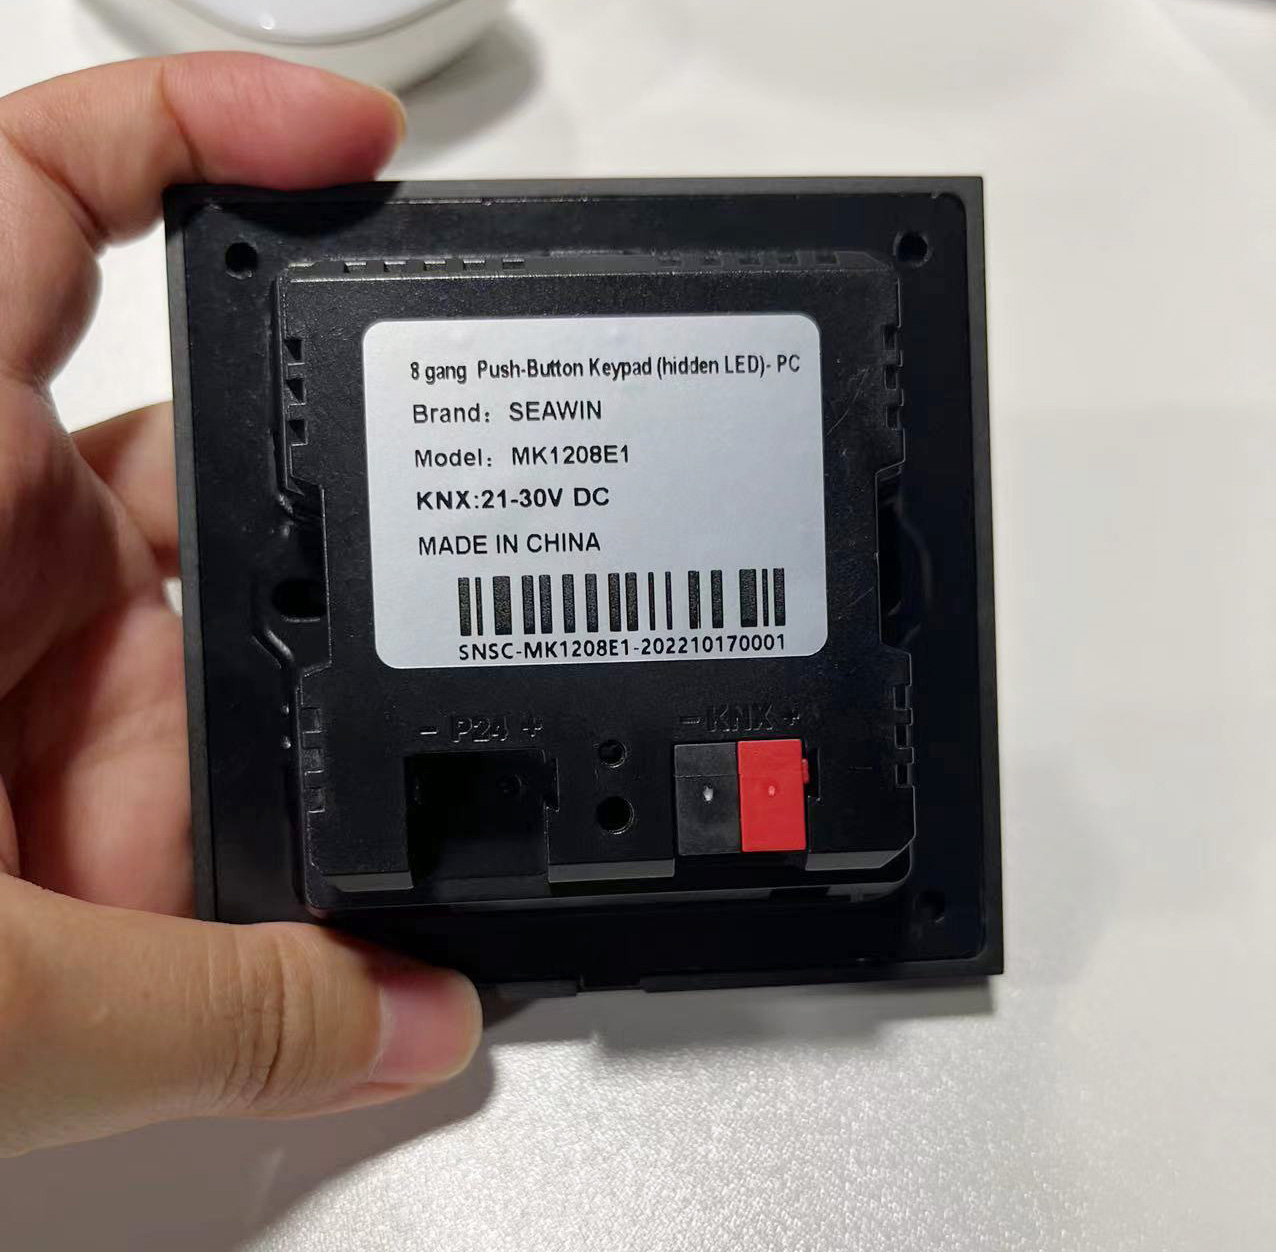 8 gang Push-Button Keypad (hidden LED)- PC
Brand： SEAWIN
Model： MK1208E1
KNX:21-30V DC
MADE IN CHINA
SNSC-MK1208E1-202210170001
- P24 +
- KNX +